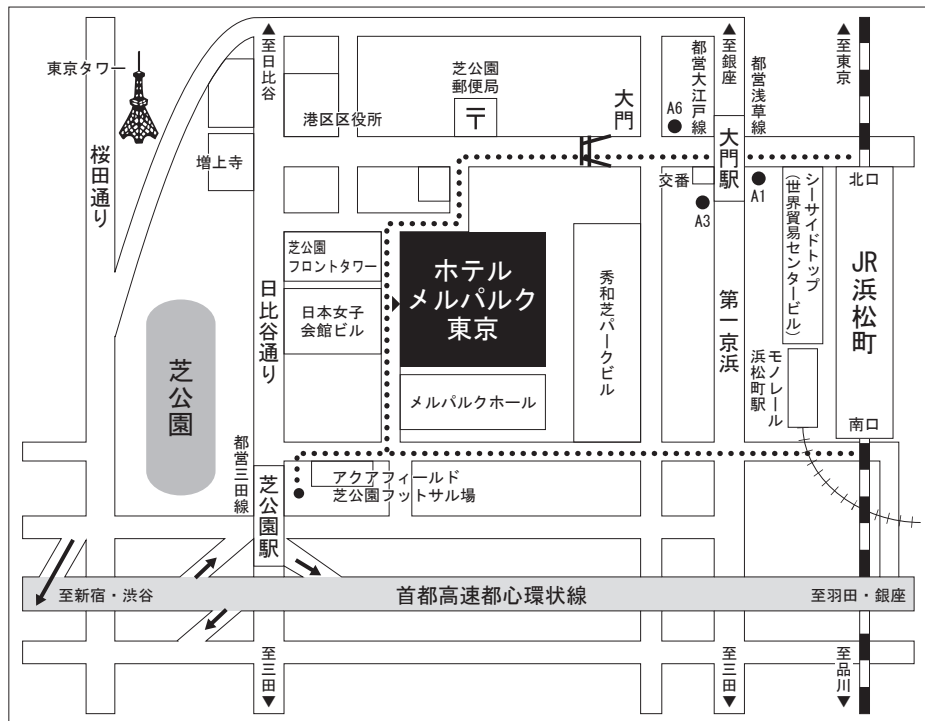 ▲至日比谷
▲至銀座
▲至東京
東京タワー
桜田通り
港区区役所
芝公園
郵便局
〒
大門
都営大江戸線
A6
都営浅草線
大門駅
増上寺
交番
A3
A1
北口
シーサイドトップ
(世界貿易センタービル)
JR浜松町
芝公園
フロントタワー
日比谷通り
日本女子
会館ビル
ホテル
メルパルク
東京
秀和芝パークビル
第一京浜
モノレール
浜松町駅
芝公園
メルパルクホール
南口
都営三田線
芝公園駅
アクアフィールド
芝公園フットサル場
至新宿・渋谷
首都高速都心環状線
至羽田・銀座
至三田▼
至三田▼
至品川▼